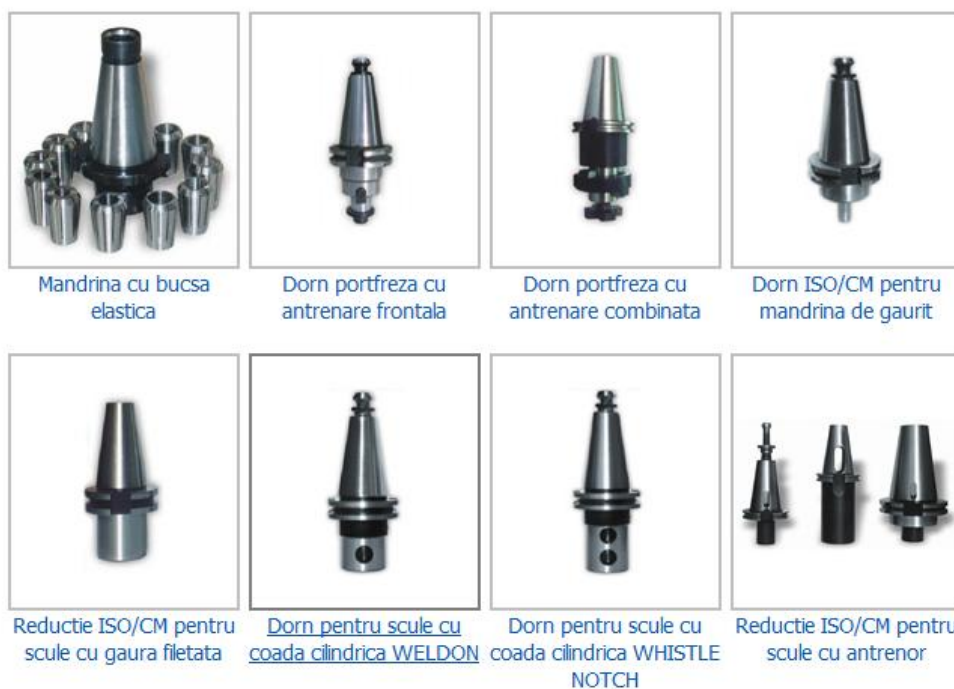 Mandrina cu bucsa
elastica
Dorn portfreza cu
antrenare frontala
Dorn portfreza cu
antrenare combinata
Dorn ISO/CM pentru
mandrina de gaurit
Reductie ISO/CM pentru
scule cu gaura filetata
Dorn pentru scule cu
coada cilindrica WELDON
Dorn pentru scule cu
coada cilindrica WHISTLE
NOTCH
Reductie ISO/CM pentru
scule cu antrenor